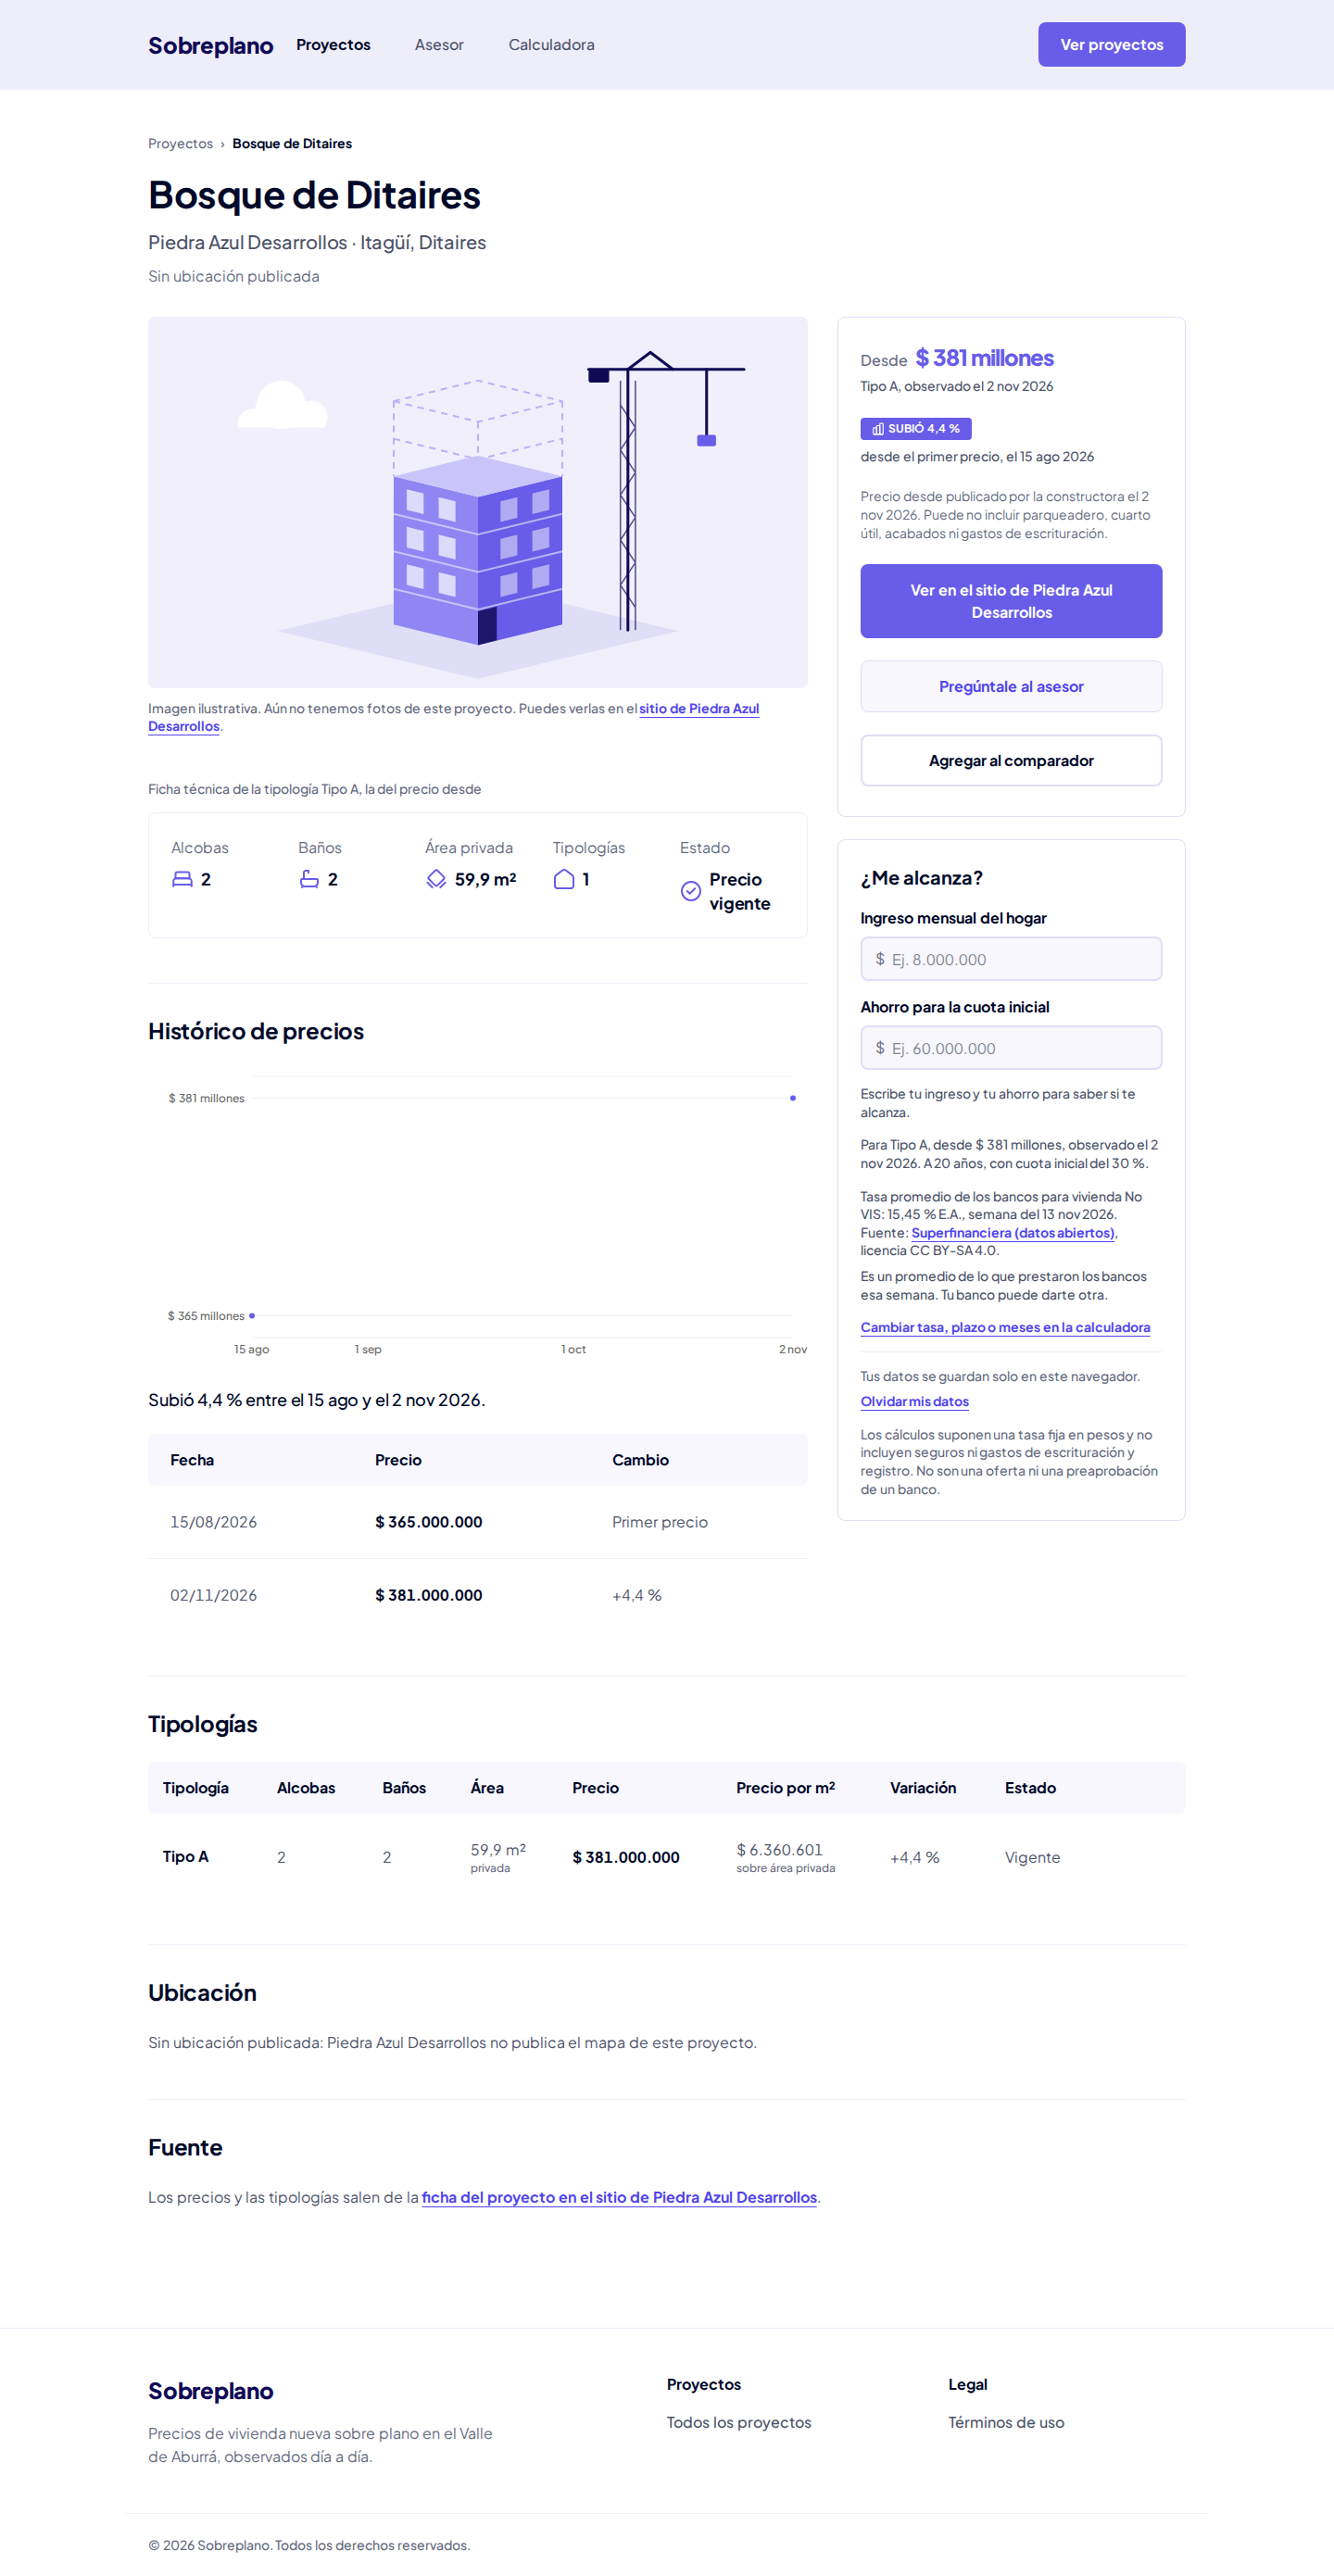 Sobreplano
Proyectos
Asesor
Calculadora
Ver proyectos
Proyectos › Bosque de Ditaires
Bosque de Ditaires
Piedra Azul Desarrollos · Itagüí, Ditaires
Sin ubicación publicada
Imagen ilustrativa. Aún no tenemos fotos de este proyecto. Puedes verlas en el sitio de Piedra Azul
Desarrollos.
Ficha técnica de la tipología Tipo A, la del precio desde
Alcobas
2
Baños
2
Área privada
59,9 m²
Tipologías
1
Estado
Precio
vigente
Histórico de precios
$ 381 millones
$ 365 millones
15 ago
1 sep
1 oct
2 nov
Subió 4,4 % entre el 15 ago y el 2 nov 2026.
Fecha Precio Cambio
15/08/2026 $ 365.000.000 Primer precio
02/11/2026 $ 381.000.000 +4,4 %
Desde $ 381 millones
Tipo A, observado el 2 nov 2026
SUBIÓ 4,4 %
desde el primer precio, el 15 ago 2026
Precio desde publicado por la constructora el 2
nov 2026. Puede no incluir parqueadero, cuarto
útil, acabados ni gastos de escrituración.
Ver en el sitio de Piedra Azul
Desarrollos
Pregúntale al asesor
Agregar al comparador
¿Me alcanza?
Ingreso mensual del hogar
$ Ej. 8.000.000
Ahorro para la cuota inicial
$ Ej. 60.000.000
Escribe tu ingreso y tu ahorro para saber si te
alcanza.
Para Tipo A, desde $ 381 millones, observado el 2
nov 2026. A 20 años, con cuota inicial del 30 %.
Tasa promedio de los bancos para vivienda No
VIS: 15,45 % E.A., semana del 13 nov 2026.
Fuente: Superfinanciera (datos abiertos),
licencia CC BY-SA 4.0.
Es un promedio de lo que prestaron los bancos
esa semana. Tu banco puede darte otra.
Cambiar tasa, plazo o meses en la calculadora
Tus datos se guardan solo en este navegador.
Olvidar mis datos
Los cálculos suponen una tasa fija en pesos y no
incluyen seguros ni gastos de escrituración y
registro. No son una oferta ni una preaprobación
de un banco.
Tipologías
Tipología Alcobas Baños Área Precio Precio por m² Variación Estado
Tipo A 2 2 59,9 m² $ 381.000.000 $ 6.360.601 +4,4 % Vigente
privada sobre área privada
Ubicación
Sin ubicación publicada: Piedra Azul Desarrollos no publica el mapa de este proyecto.
Fuente
Los precios y las tipologías salen de la ficha del proyecto en el sitio de Piedra Azul Desarrollos.
Sobreplano
Precios de vivienda nueva sobre plano en el Valle
de Aburrá, observados día a día.
Proyectos
Todos los proyectos
Legal
Términos de uso
© 2026 Sobreplano. Todos los derechos reservados.